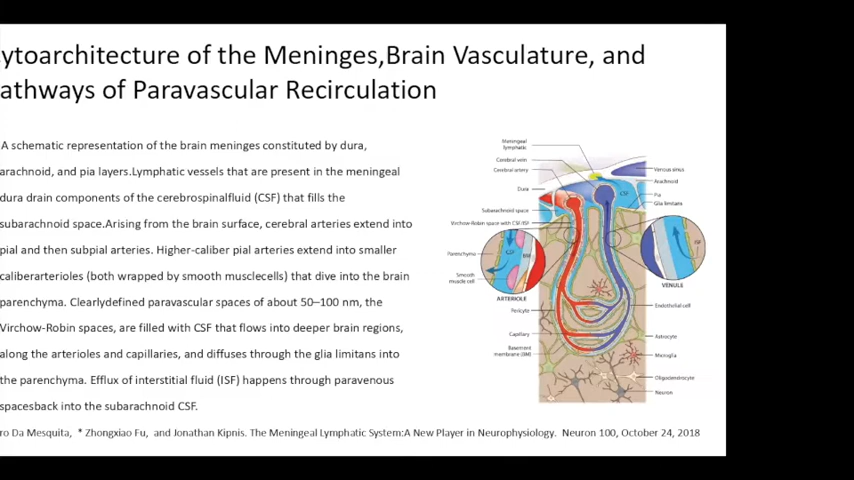 ytoarchitecture of the Meninges,Brain Vasculature, and
athways of Paravascular Recirculation
A schematic representation of the brain meninges constituted by dura,
arachnoid, and pia layers.Lymphatic vessels that are present in the meningeal
dura drain components of the cerebrospinalfluid (CSF) that fills the
subarachnoid space.Arising from the brain surface, cerebral arteries extend into
pial and then subpial arteries. Higher-caliber pial arteries extend into smaller
caliberarterioles (both wrapped by smooth musclecells) that dive into the brain
parenchyma. Clearlydefined paravascular spaces of about 50–100 nm, the
Virchow-Robin spaces, are filled with CSF that flows into deeper brain regions,
along the arterioles and capillaries, and diffuses through the glia limitans into
the parenchyma. Efflux of interstitial fluid (ISF) happens through paravenous
spacesback into the subarachnoid CSF.
Meningeal
lymphatic
Cerebral vein
Cerebral artery
Dura
Subarachnoid space
Virchow-Robin space with CSF/ISF
Parenchyma
Smooth
muscle cell
ARTERIOLE
Pericyte
Capillary
Basement
membrane (BM)
CSF
BM
CSF
Venous sinus
Arachnoid
Pia
Glia limitans
ISF
VENULE
Endothelial cell
Astrocyte
Microglia
Oligodendrocyte
Neuron
ro Da Mesquita, * Zhongxiao Fu, and Jonathan Kipnis. The Meningeal Lymphatic System:A New Player in Neurophysiology. Neuron 100, October 24, 2018